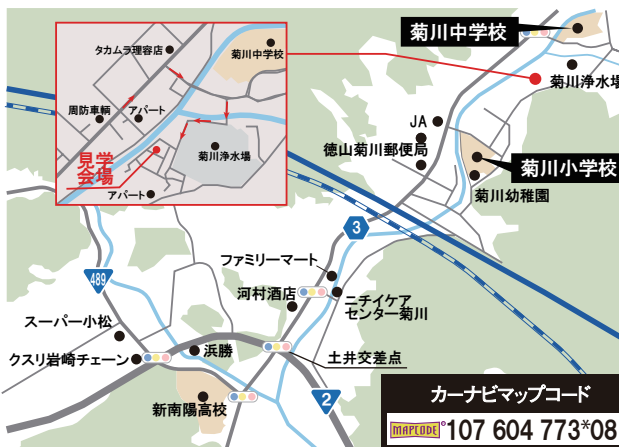 タカムラ理容店
菊川中学校
周防車輌
アパート
見学
会場
菊川浄水場
アパート
菊川中学校
菊川浄水場
JA
徳山菊川郵便局
菊川小学校
菊川幼稚園
3
489
ファミリーマート
河村酒店
ニチイケア
センター菊川
スーパー小松
クスリ岩崎チェーン
浜勝
土井交差点
新南陽高校
2
カーナビマップコード
MAPCODE 107 604 773*08